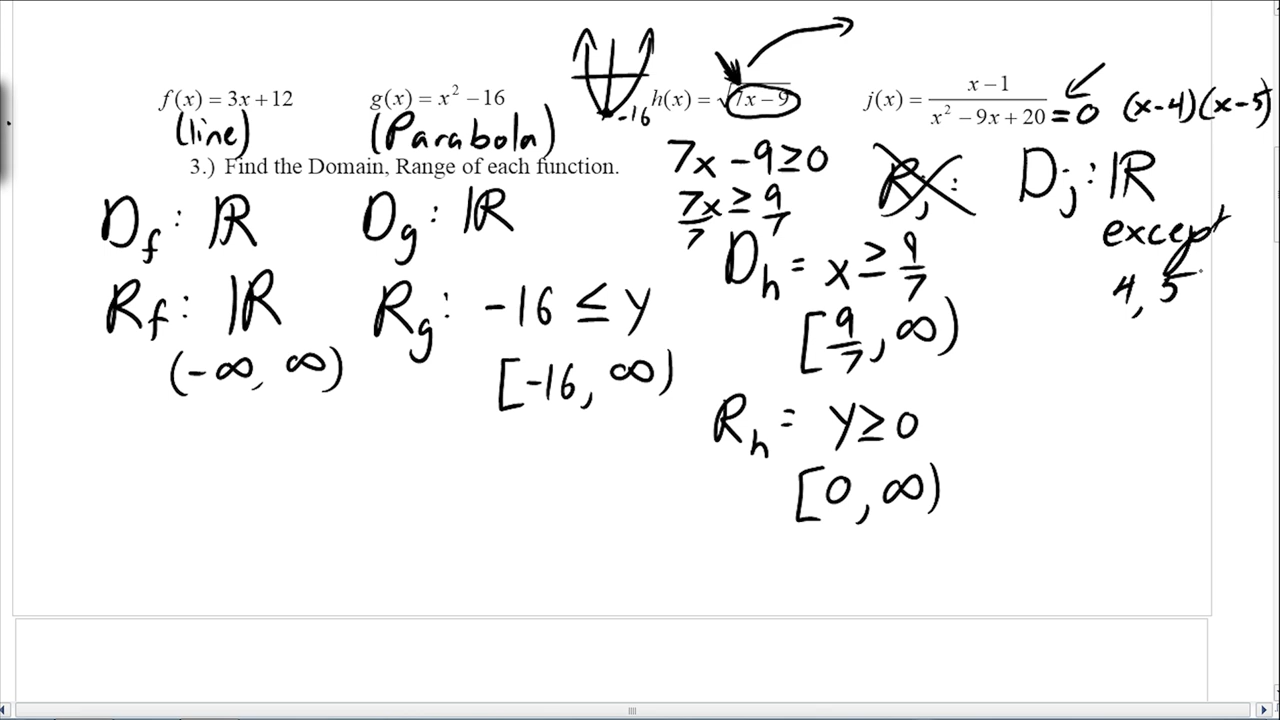 f(x) = 3x + 12
(line)
g(x) = x² − 16
(Parabola)
-16
h(x) = √7x − 9
j(x) = (x − 1)/(x² − 9x + 20) = 0 (x-4)(x-5)
3.) Find the Domain, Range of each function.
D_f : ℝ
R_f : ℝ
(-∞, ∞)
D_g : ℝ
R_g : -16 ≤ y
[-16, ∞)
7x - 9 ≥ 0
7x/7 ≥ 9/7
D_h = x ≥ 9/7
[9/7, ∞)
R_h = y ≥ 0
[0, ∞)
R_j :
D_j : ℝ
except
4, 5